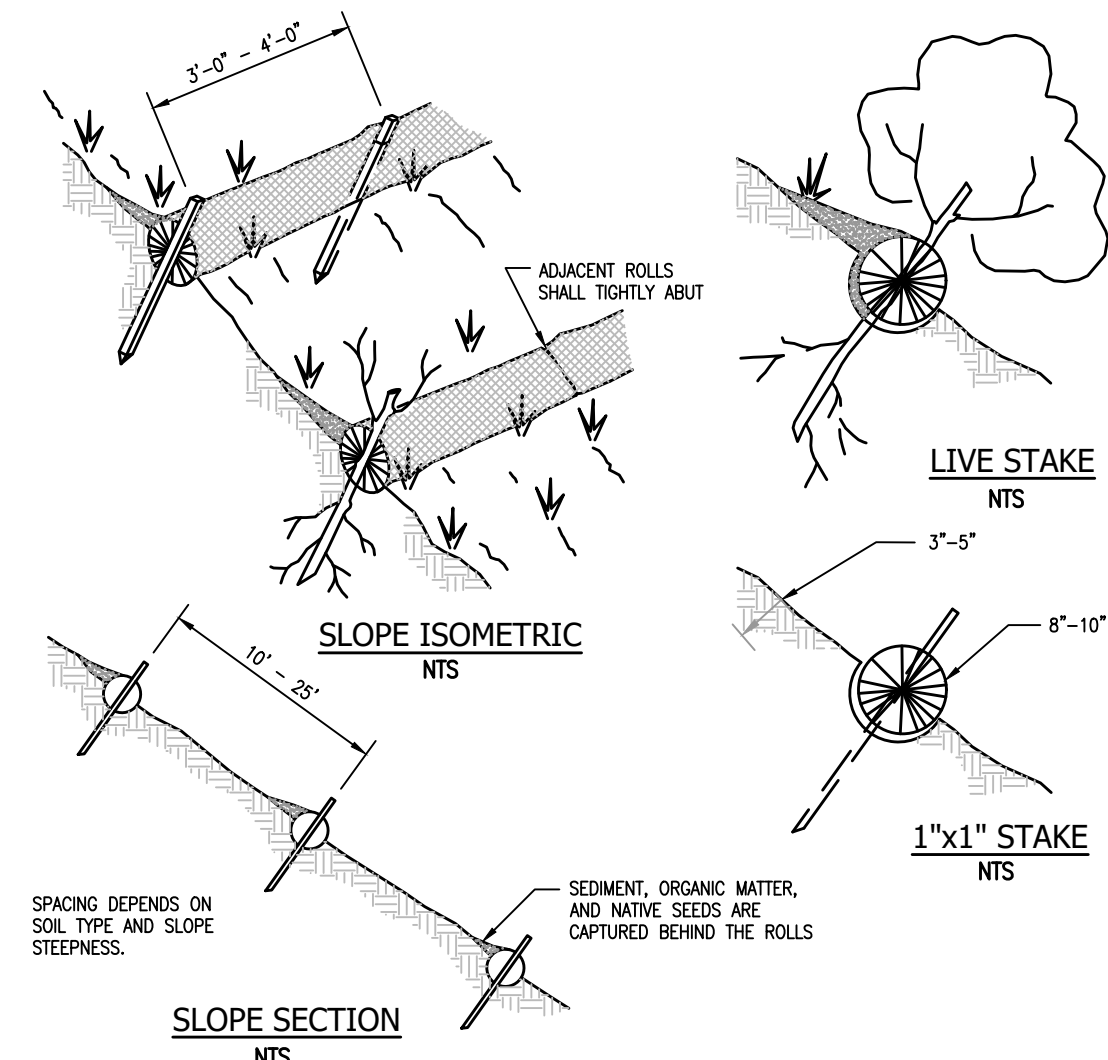 3'-0" - 4'-0"
ADJACENT ROLLS
SHALL TIGHTLY ABUT
LIVE STAKE
NTS
SLOPE ISOMETRIC
NTS
3"-5"
8"-10"
1"x1" STAKE
NTS
10' - 25'
SPACING DEPENDS ON
SOIL TYPE AND SLOPE
STEEPNESS.
SEDIMENT, ORGANIC MATTER,
AND NATIVE SEEDS ARE
CAPTURED BEHIND THE ROLLS
SLOPE SECTION
NTS